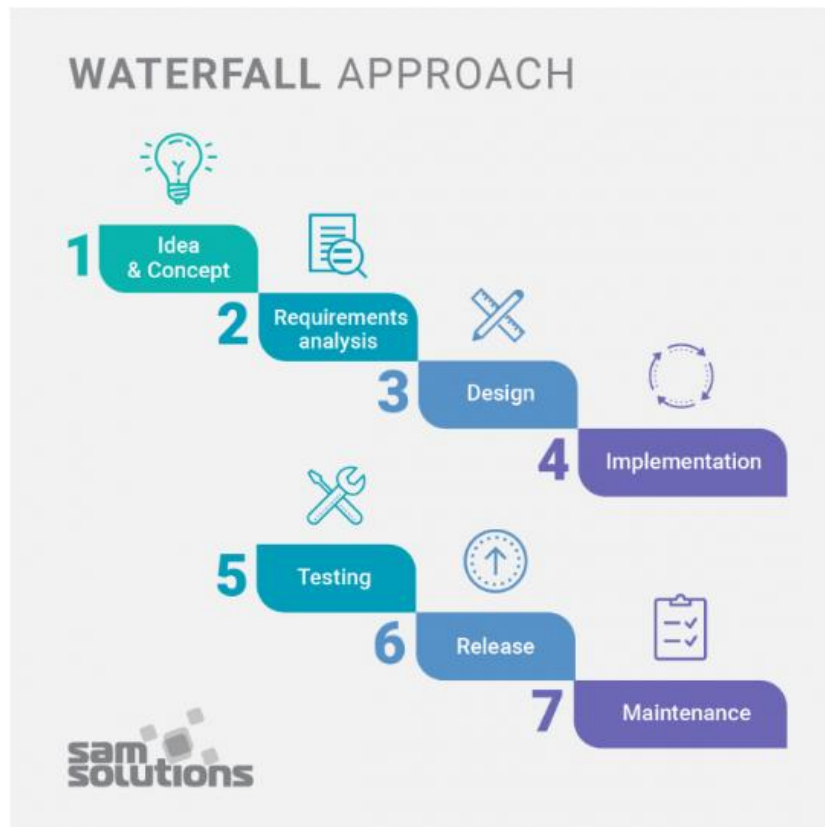 WATERFALL APPROACH
1
Idea
& Concept
2
Requirements
analysis
3
Design
4
Implementation
5
Testing
6
Release
7
Maintenance
sam
solutions